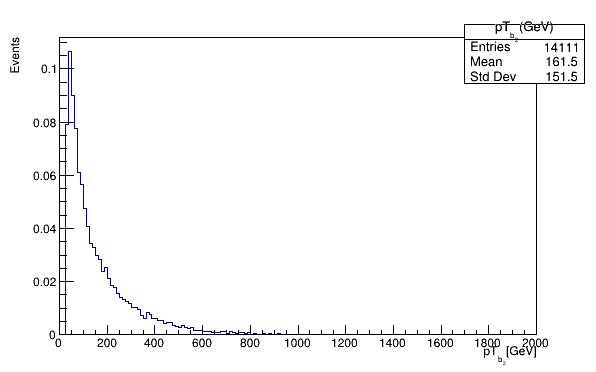 pT_b₂(GeV)
Entries 14111
Mean 161.5
Std Dev 151.5
Events
0.1
0.08
0.06
0.04
0.02
0
0 200 400 600 800 1000 1200 1400 1600 1800 2000
pT_b₂[GeV]